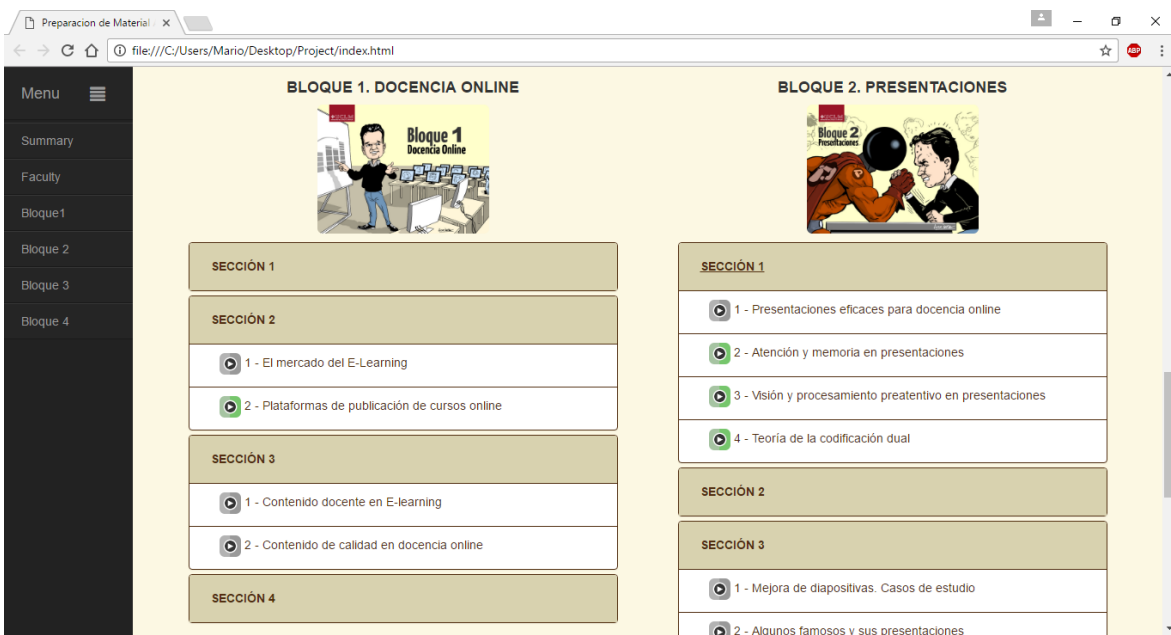 Preparacion de Material
file:///C:/Users/Mario/Desktop/Project/index.html
ABP
Menu
Summary
Faculty
Bloque1
Bloque 2
Bloque 3
Bloque 4
BLOQUE 1. DOCENCIA ONLINE
Bloque 1
Docencia Online
SECCIÓN 1
SECCIÓN 2
1 - El mercado del E-Learning
2 - Plataformas de publicación de cursos online
SECCIÓN 3
1 - Contenido docente en E-learning
2 - Contenido de calidad en docencia online
SECCIÓN 4
BLOQUE 2. PRESENTACIONES
Bloque 2
Presentaciones
SECCIÓN 1
1 - Presentaciones eficaces para docencia online
2 - Atención y memoria en presentaciones
3 - Visión y procesamiento preatentivo en presentaciones
4 - Teoría de la codificación dual
SECCIÓN 2
SECCIÓN 3
1 - Mejora de diapositivas. Casos de estudio
2 - Algunos famosos y sus presentaciones